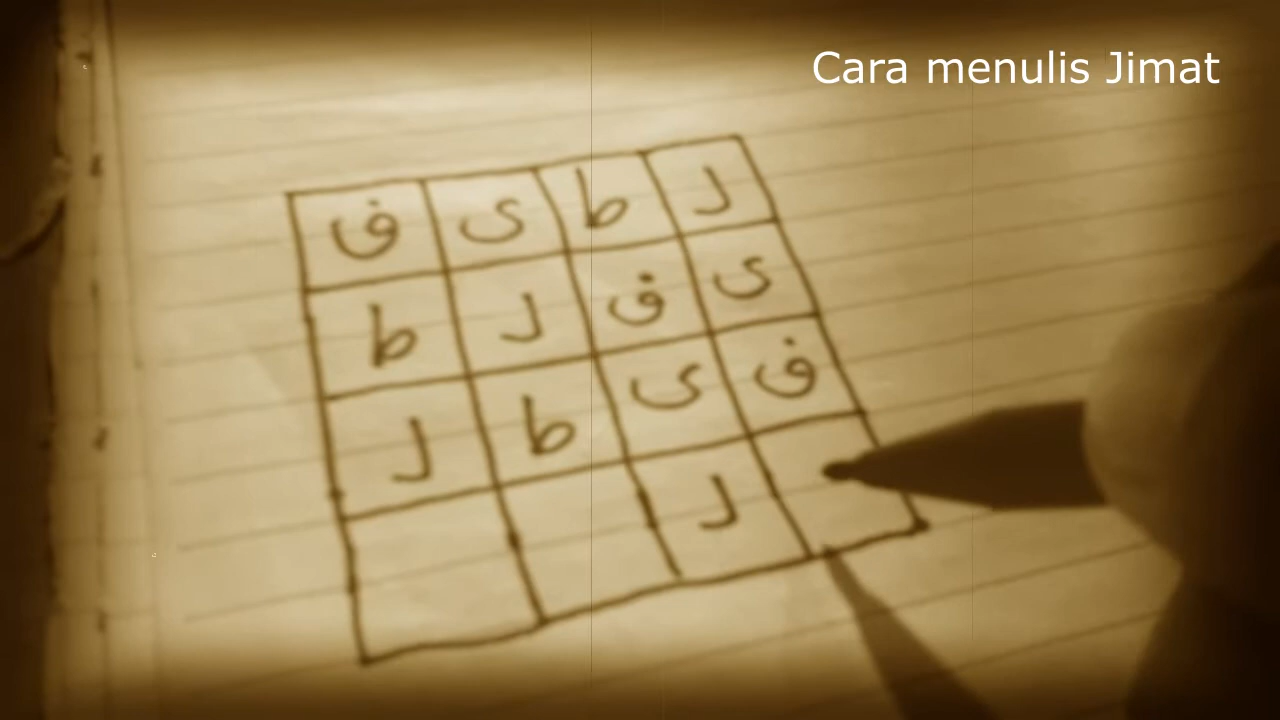 Cara menulis Jimat
ل ط ى ف
ى ف ل ط
ف ى ط ل
ل